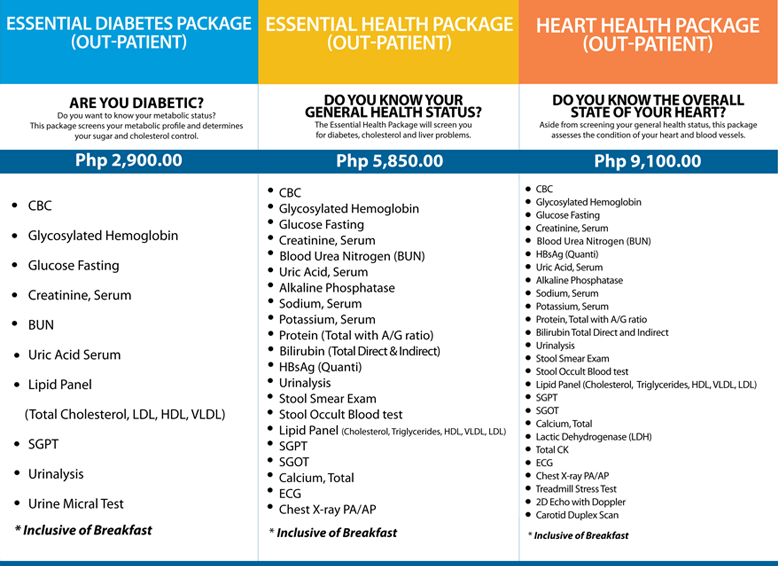 ESSENTIAL DIABETES PACKAGE
(OUT-PATIENT)
ARE YOU DIABETIC?
Do you want to know your metabolic status?
This package screens your metabolic profile and determines
your sugar and cholesterol control.
Php 2,900.00
• CBC
• Glycosylated Hemoglobin
• Glucose Fasting
• Creatinine, Serum
• BUN
• Uric Acid Serum
• Lipid Panel
(Total Cholesterol, LDL, HDL, VLDL)
• SGPT
• Urinalysis
• Urine Micral Test
* Inclusive of Breakfast
ESSENTIAL HEALTH PACKAGE
(OUT-PATIENT)
DO YOU KNOW YOUR
GENERAL HEALTH STATUS?
The Essential Health Package will screen you
for diabetes, cholesterol and liver problems.
Php 5,850.00
• CBC
• Glycosylated Hemoglobin
• Glucose Fasting
• Creatinine, Serum
• Blood Urea Nitrogen (BUN)
• Uric Acid, Serum
• Alkaline Phosphatase
• Sodium, Serum
• Potassium, Serum
• Protein (Total with A/G ratio)
• Bilirubin (Total Direct & Indirect)
• HBsAg (Quanti)
• Urinalysis
• Stool Smear Exam
• Stool Occult Blood test
• Lipid Panel (Cholesterol, Triglycerides, HDL, VLDL, LDL)
• SGPT
• SGOT
• Calcium, Total
• ECG
• Chest X-ray PA/AP
* Inclusive of Breakfast
HEART HEALTH PACKAGE
(OUT-PATIENT)
DO YOU KNOW THE OVERALL
STATE OF YOUR HEART?
Aside from screening your general health status, this package
assesses the condition of your heart and blood vessels.
Php 9,100.00
• CBC
• Glycosylated Hemoglobin
• Glucose Fasting
• Creatinine, Serum
• Blood Urea Nitrogen (BUN)
• HBsAg (Quanti)
• Uric Acid, Serum
• Alkaline Phosphatase
• Sodium, Serum
• Potassium, Serum
• Protein, Total with A/G ratio
• Bilirubin Total Direct and Indirect
• Urinalysis
• Stool Smear Exam
• Stool Occult Blood test
• Lipid Panel (Cholesterol, Triglycerides, HDL, VLDL, LDL)
• SGPT
• SGOT
• Calcium, Total
• Lactic Dehydrogenase (LDH)
• Total CK
• ECG
• Chest X-ray PA/AP
• Treadmill Stress Test
• 2D Echo with Doppler
• Carotid Duplex Scan
* Inclusive of Breakfast